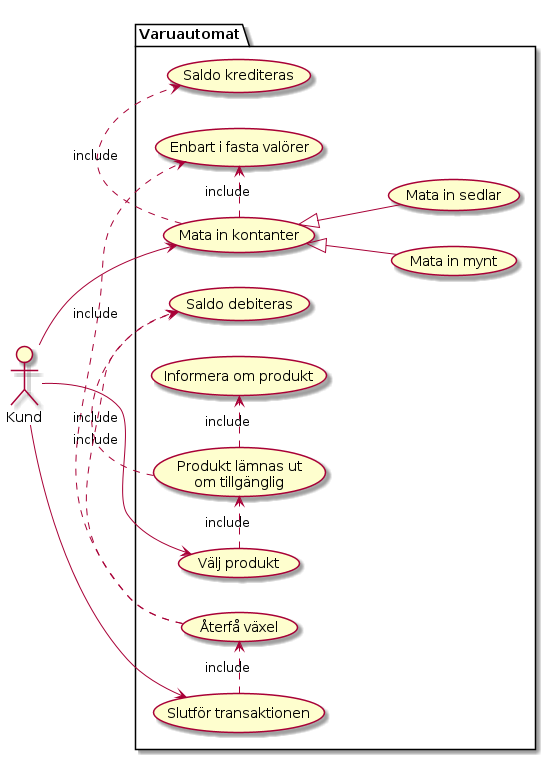 Varuautomat
Saldo krediteras
Enbart i fasta valörer
include
include
Mata in sedlar
Mata in kontanter
Mata in mynt
Saldo debiteras
include
Informera om produkt
Kund
include
include
include
Produkt lämnas ut
om tillgänglig
include
Välj produkt
Återfå växel
include
Slutför transaktionen